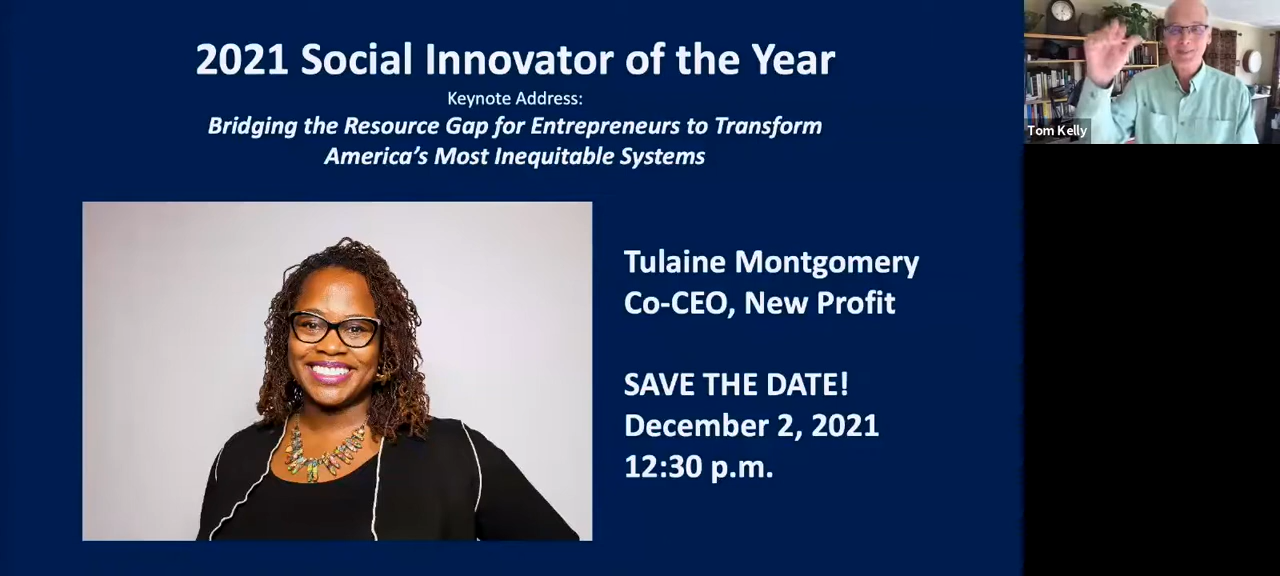 2021 Social Innovator of the Year
Keynote Address:
Bridging the Resource Gap for Entrepreneurs to Transform
America's Most Inequitable Systems
Tulaine Montgomery
Co-CEO, New Profit
SAVE THE DATE!
December 2, 2021
12:30 p.m.
Tom Kelly